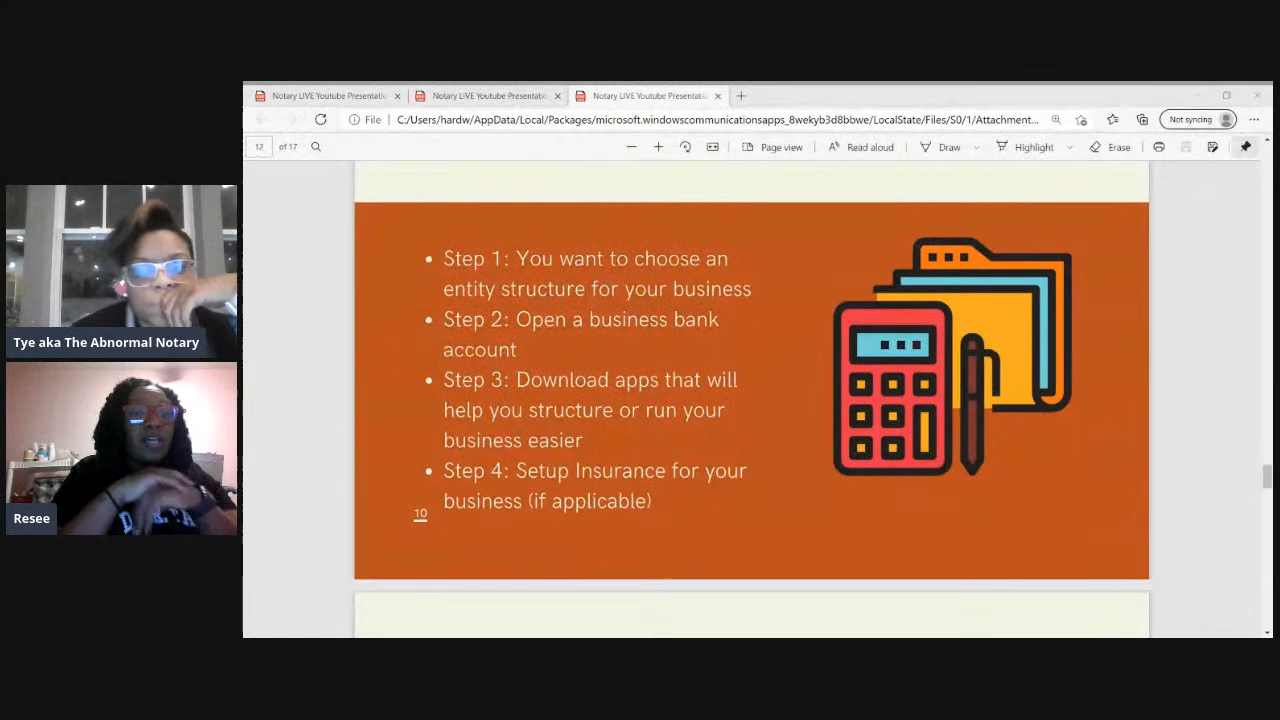 Notary LIVE Youtube Presentatio
Notary LIVE Youtube Presentatio
Notary LIVE Youtube Presentatio
File
C:/Users/hardw/AppData/Local/Packages/microsoft.windowscommunicationsapps_8wekyb3d8bbwe/LocalState/Files/S0/1/Attachment...
Not syncing
12 of 17
Page view
Read aloud
Draw
Highlight
Erase
• Step 1: You want to choose an
entity structure for your business
• Step 2: Open a business bank
account
• Step 3: Download apps that will
help you structure or run your
business easier
• Step 4: Setup Insurance for your
business (if applicable)
10
Tye aka The Abnormal Notary
Resee